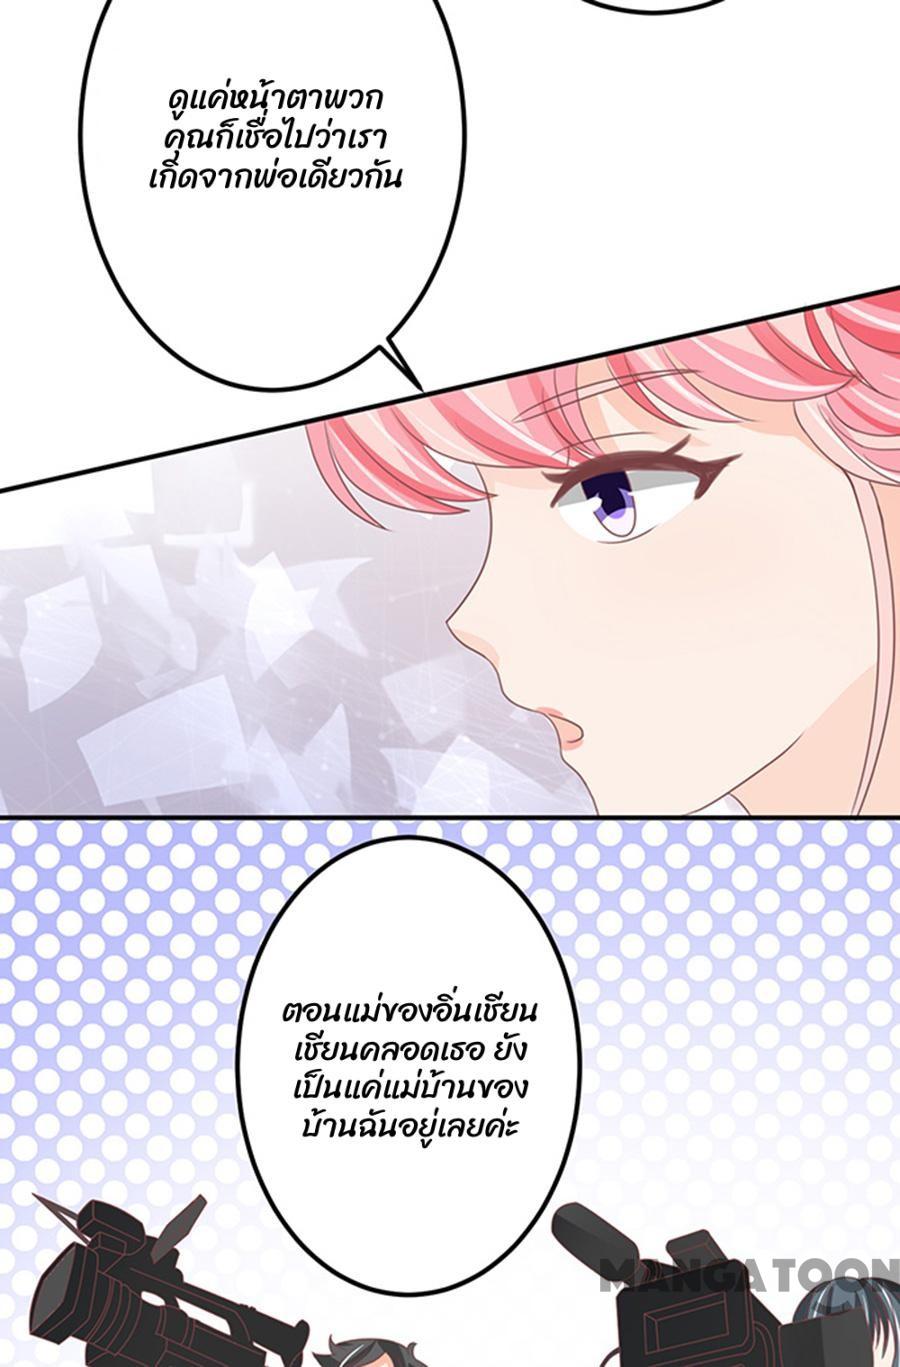 ดูแค่หน้าตาพวก
คุณก็เชื่อไปว่าเรา
เกิดจากพ่อเดียวกัน
ตอนแม่ของอิ่นเชียน
เชียนคลอดเธอ ยัง
เป็นแค่แม่บ้านของ
บ้านฉันอยู่เลยค่ะ
MANGATOON